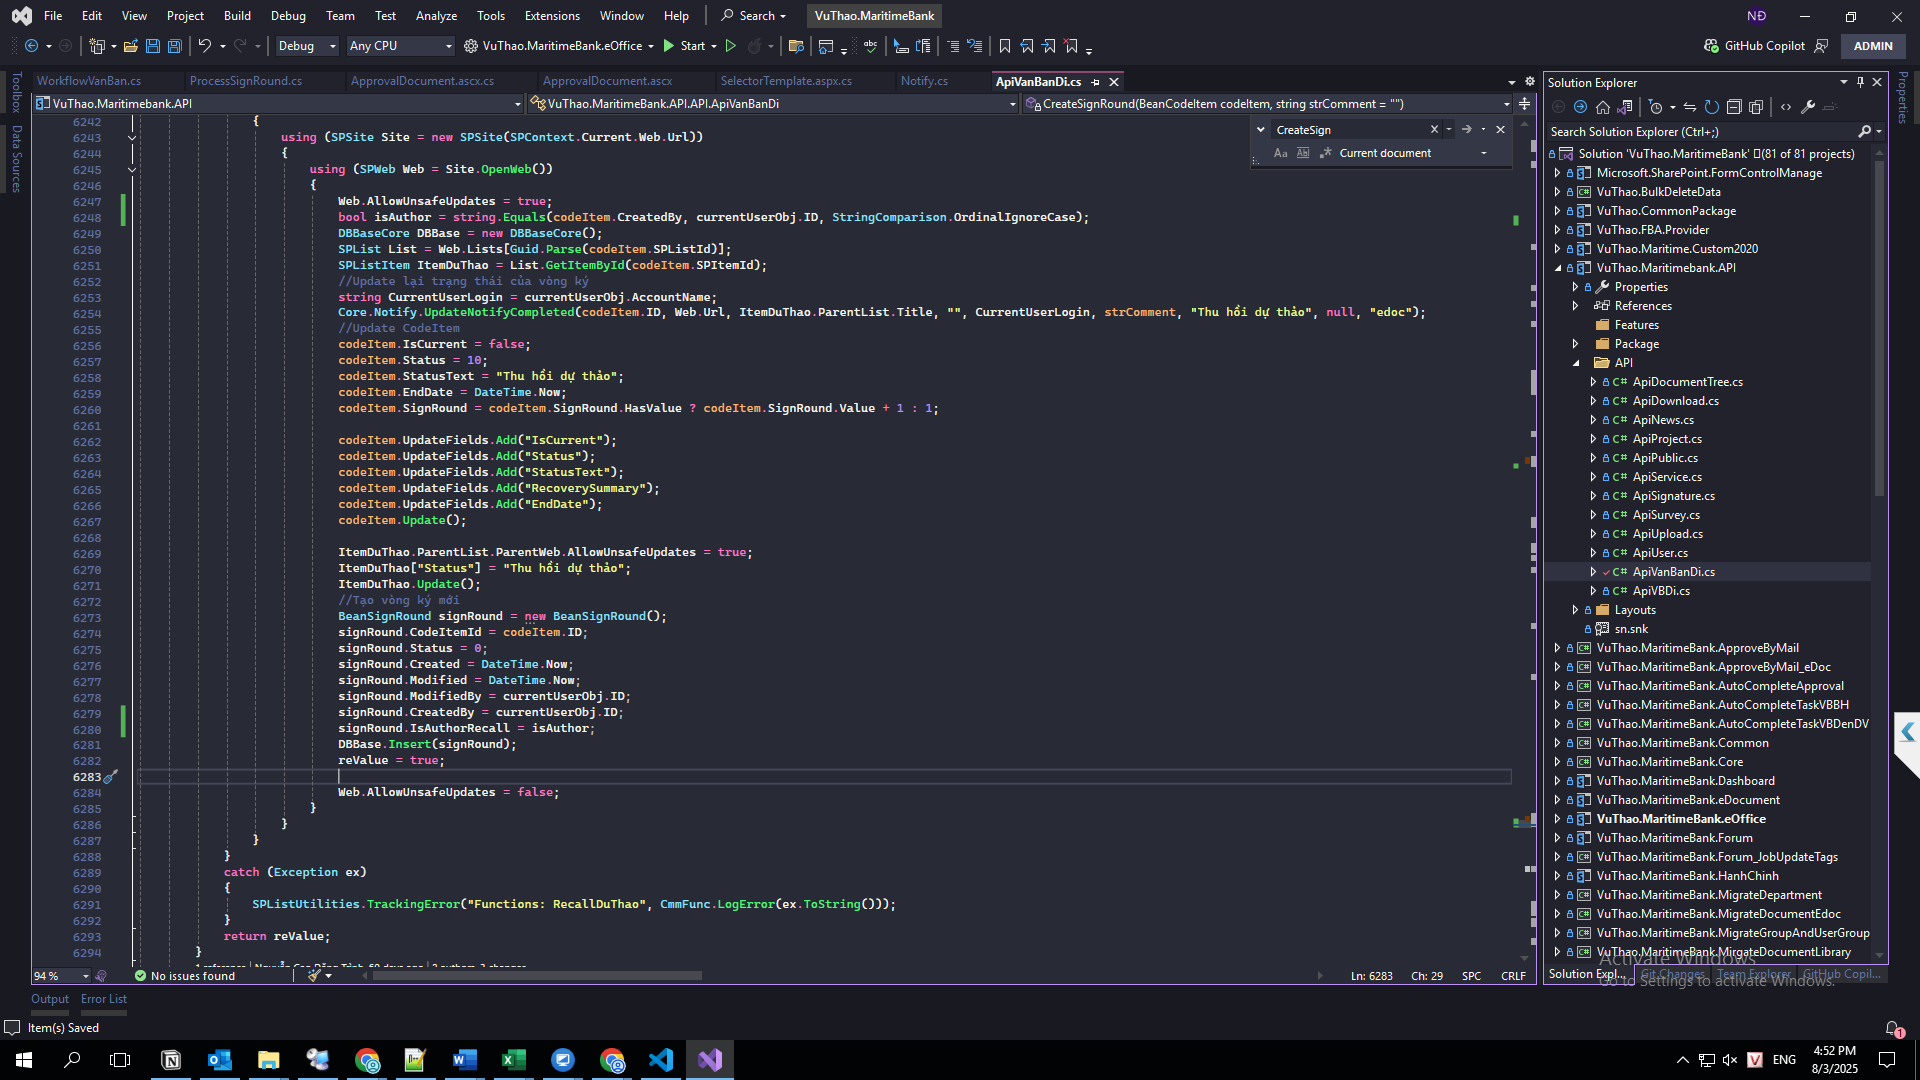 File Edit View Project Build Debug Team Test Analyze Tools Extensions Window Help Search VuThao.MaritimeBank NĐ
Debug Any CPU VuThao.MaritimeBank.eOffice Start GitHub Copilot ADMIN
WorkflowVanBan.cs ProcessSignRound.cs ApprovalDocument.ascx.cs ApprovalDocument.ascx SelectorTemplate.aspx.cs Notify.cs ApiVanBanDi.cs
VuThao.Maritimebank.API VuThao.MaritimeBank.API.API.ApiVanBanDi CreateSignRound(BeanCodeItem codeItem, string strComment = "")
Toolbox
Data Sources
CreateSign
Aa Current document
6242 {
6243 using (SPSite Site = new SPSite(SPContext.Current.Web.Url))
6244 {
6245 using (SPWeb Web = Site.OpenWeb())
6246 {
6247 Web.AllowUnsafeUpdates = true;
6248 bool isAuthor = string.Equals(codeItem.CreatedBy, currentUserObj.ID, StringComparison.OrdinalIgnoreCase);
6249 DBBaseCore DBBase = new DBBaseCore();
6250 SPList List = Web.Lists[Guid.Parse(codeItem.SPListId)];
6251 SPListItem ItemDuThao = List.GetItemById(codeItem.SPItemId);
6252 //Update lại trạng thái của vòng ký
6253 string CurrentUserLogin = currentUserObj.AccountName;
6254 Core.Notify.UpdateNotifyCompleted(codeItem.ID, Web.Url, ItemDuThao.ParentList.Title, "", CurrentUserLogin, strComment, "Thu hồi dự thảo", null, "edoc");
6255 //Update CodeItem
6256 codeItem.IsCurrent = false;
6257 codeItem.Status = 10;
6258 codeItem.StatusText = "Thu hồi dự thảo";
6259 codeItem.EndDate = DateTime.Now;
6260 codeItem.SignRound = codeItem.SignRound.HasValue ? codeItem.SignRound.Value + 1 : 1;
6261
6262 codeItem.UpdateFields.Add("IsCurrent");
6263 codeItem.UpdateFields.Add("Status");
6264 codeItem.UpdateFields.Add("StatusText");
6265 codeItem.UpdateFields.Add("RecoverySummary");
6266 codeItem.UpdateFields.Add("EndDate");
6267 codeItem.Update();
6268
6269 ItemDuThao.ParentList.ParentWeb.AllowUnsafeUpdates = true;
6270 ItemDuThao["Status"] = "Thu hồi dự thảo";
6271 ItemDuThao.Update();
6272 //Tạo vòng ký mới
6273 BeanSignRound signRound = new BeanSignRound();
6274 signRound.CodeItemId = codeItem.ID;
6275 signRound.Status = 0;
6276 signRound.Created = DateTime.Now;
6277 signRound.Modified = DateTime.Now;
6278 signRound.ModifiedBy = currentUserObj.ID;
6279 signRound.CreatedBy = currentUserObj.ID;
6280 signRound.IsAuthorRecall = isAuthor;
6281 DBBase.Insert(signRound);
6282 reValue = true;
6283
6284 Web.AllowUnsafeUpdates = false;
6285 }
6286 }
6287 }
6288 }
6289 catch (Exception ex)
6290 {
6291 SPListUtilities.TrackingError("Functions: RecallDuThao", CmmFunc.LogError(ex.ToString()));
6292 }
6293 return reValue;
6294 }
94 % No issues found Ln: 6283 Ch: 29 SPC CRLF
Output Error List
Item(s) Saved
Solution Explorer
Search Solution Explorer (Ctrl+;)
Solution 'VuThao.MaritimeBank' (81 of 81 projects)
Microsoft.SharePoint.FormControlManage
VuThao.BulkDeleteData
VuThao.CommonPackage
VuThao.FBA.Provider
VuThao.Maritime.Custom2020
VuThao.Maritimebank.API
Properties
References
Features
Package
API
C# ApiDocumentTree.cs
C# ApiDownload.cs
C# ApiNews.cs
C# ApiProject.cs
C# ApiPublic.cs
C# ApiService.cs
C# ApiSignature.cs
C# ApiSurvey.cs
C# ApiUpload.cs
C# ApiUser.cs
C# ApiVanBanDi.cs
C# ApiVBDi.cs
Layouts
sn.snk
VuThao.MaritimeBank.ApproveByMail
VuThao.MaritimeBank.ApproveByMail_eDoc
VuThao.MaritimeBank.AutoCompleteApproval
VuThao.MaritimeBank.AutoCompleteTaskVBBH
VuThao.MaritimeBank.AutoCompleteTaskVBDenDV
VuThao.MaritimeBank.Common
VuThao.MaritimeBank.Core
VuThao.MaritimeBank.Dashboard
VuThao.MaritimeBank.eDocument
VuThao.MaritimeBank.eOffice
VuThao.MaritimeBank.Forum
VuThao.MaritimeBank.Forum_JobUpdateTags
VuThao.MaritimeBank.HanhChinh
VuThao.MaritimeBank.MigrateDepartment
VuThao.MaritimeBank.MigrateDocumentEdoc
VuThao.MaritimeBank.MigrateGroupAndUserGroup
VuThao.MaritimeBank.MirgateDocumentLibrary
Solution Expl... Git Changes Team Explorer GitHub Copil...
Properties
Activate Windows
Go to Settings to activate Windows.
1
ENG
4:52 PM
8/3/2025